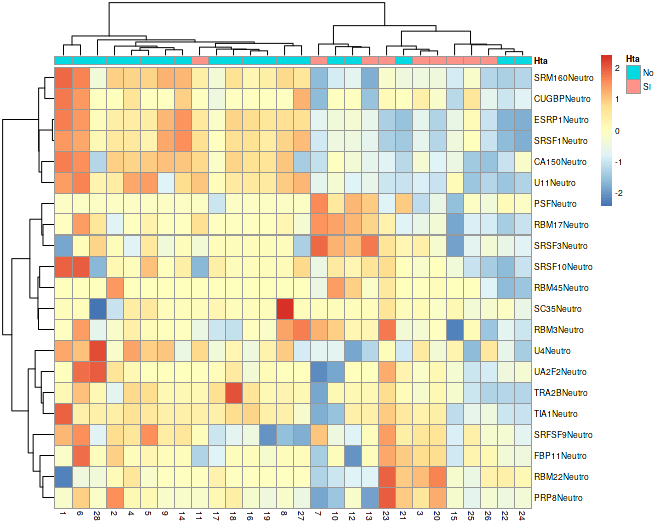 Hta
SRM160Neutro
CUGBPNeutro
ESRP1Neutro
SRSF1Neutro
CA150Neutro
U11Neutro
PSFNeutro
RBM17Neutro
SRSF3Neutro
SRSF10Neutro
RBM45Neutro
SC35Neutro
RBM3Neutro
U4Neutro
UA2F2Neutro
TRA2BNeutro
TIA1Neutro
SRFSF9Neutro
FBP11Neutro
RBM22Neutro
PRP8Neutro
1 6 28 4 5 9 14 11 17 18 16 19 8 27 7 10 12 13 23 21 3 20 15 25 26 22 24
2
1
0
-1
-2
Hta
No
SI